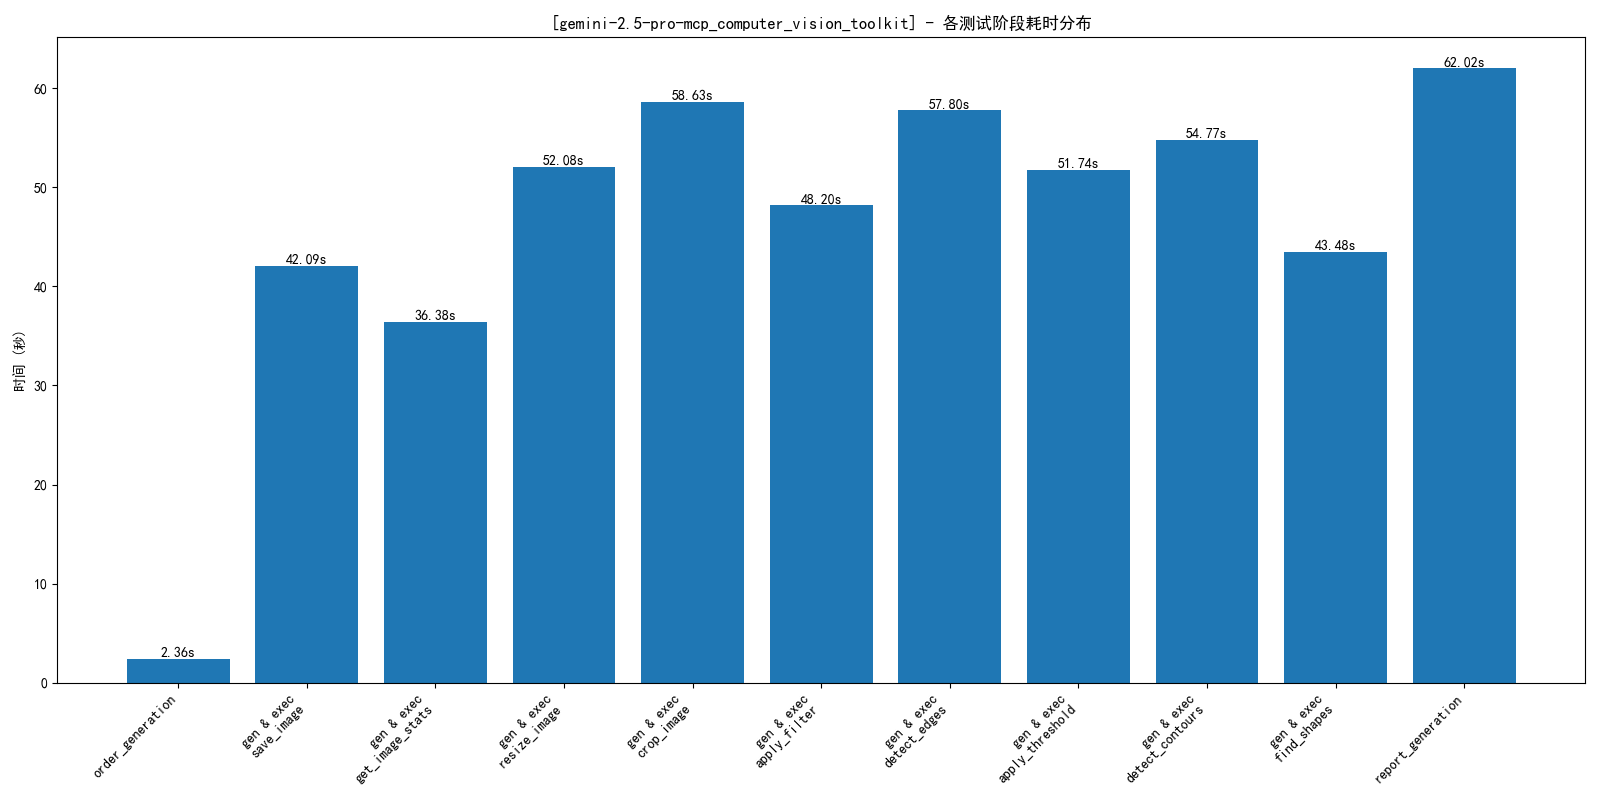 [gemini-2.5-pro-mcp_computer_vision_toolkit] - 各测试阶段耗时分布
时间 (秒)
60
50
40
30
20
10
0
2.36s
42.09s
36.38s
52.08s
58.63s
48.20s
57.80s
51.74s
54.77s
43.48s
62.02s
order_generation
gen & exec
save_image
gen & exec
get_image_stats
gen & exec
resize_image
gen & exec
crop_image
gen & exec
apply_filter
gen & exec
detect_edges
gen & exec
apply_threshold
gen & exec
detect_contours
gen & exec
find_shapes
report_generation